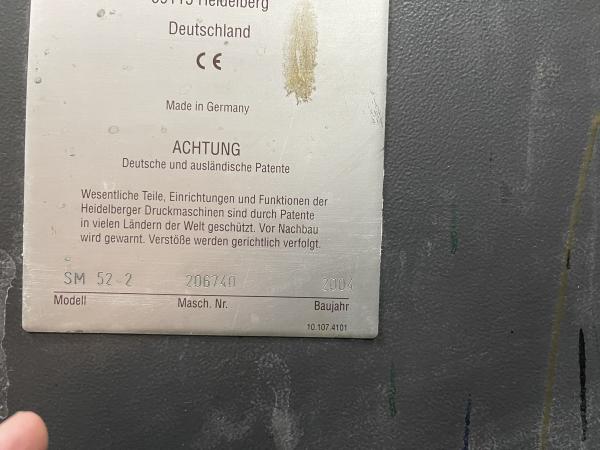 69115 Heidelberg
Deutschland
CE
Made in Germany
ACHTUNG
Deutsche und ausländische Patente
Wesentliche Teile, Einrichtungen und Funktionen der
Heidelberger Druckmaschinen sind durch Patente
in vielen Ländern der Welt geschützt. Vor Nachbau
wird gewarnt. Verstöße werden gerichtlich verfolgt.
SM 52-2 206740 2004
Modell Masch. Nr. Baujahr
10.107.4101